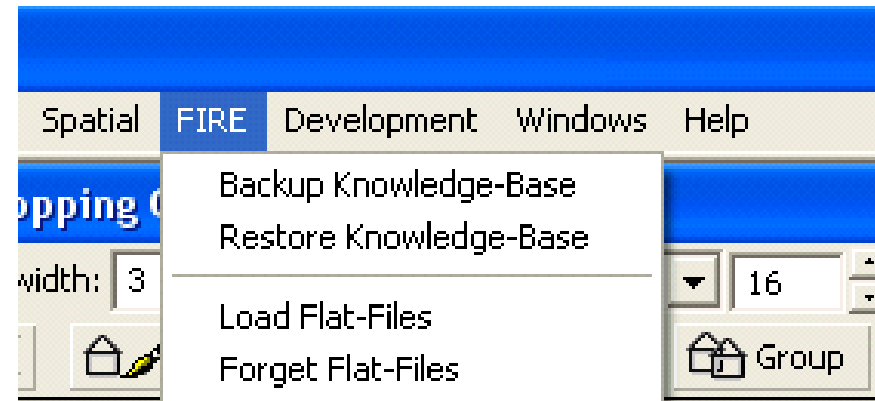 Spatial FIRE Development Windows Help
Backup Knowledge-Base
opping
Restore Knowledge-Base
width: 3 16
Load Flat-Files
Group
Forget Flat-Files